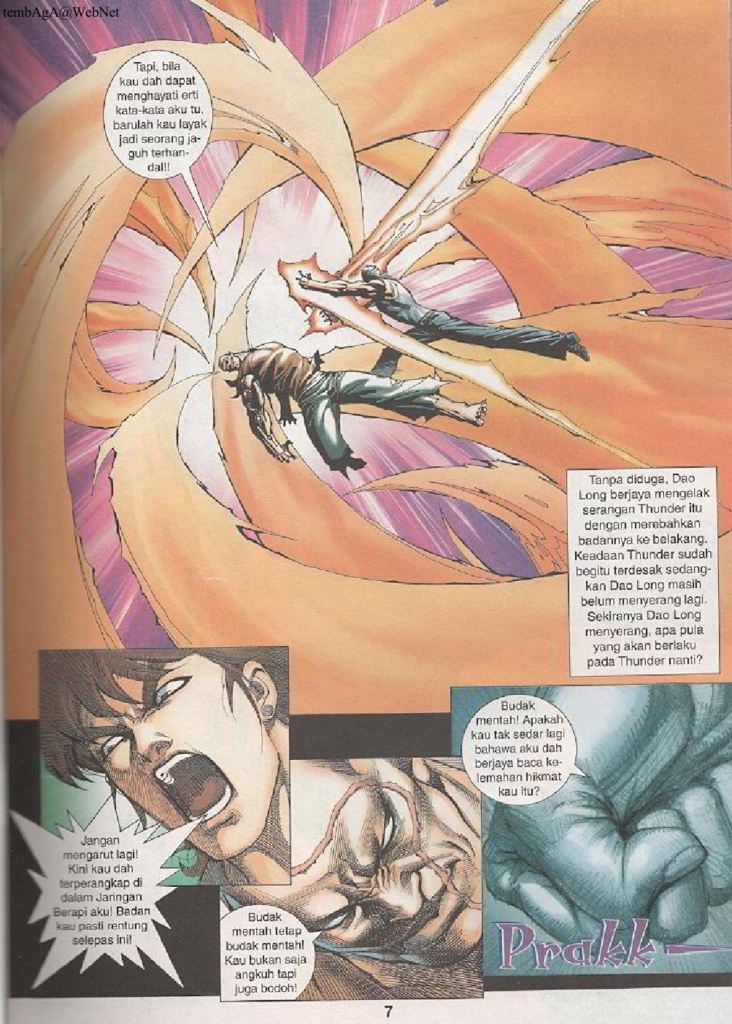 tembAgA@WebNet
Tapi, bila
kau dah dapat
menghayati erti
kata-kata aku tu,
barulah kau layak
jadi seorang ja-
guh terhan-
dal!!
Tanpa diduga, Dao
Long berjaya mengelak
serangan Thunder itu
dengan merebahkan
badannya ke belakang.
Keadaan Thunder sudah
begitu terdesak sedang-
kan Dao Long masih
belum menyerang lagi.
Sekiranya Dao Long
menyerang, apa pula
yang akan berlaku
pada Thunder nanti?
Jangan
mengarut lagi!
Kini kau dah
terperangkap di
dalam Jaringan
Berapi aku! Badan
kau pasti rentung
selepas ini!
Budak
mentah tetap
budak mentah!
Kau bukan saja
angkuh tapi
juga bodoh!
Budak
mentah! Apakah
kau tak sedar lagi
bahawa aku dah
berjaya baca ke-
lemahan hikmat
kau itu?
Prakk
7